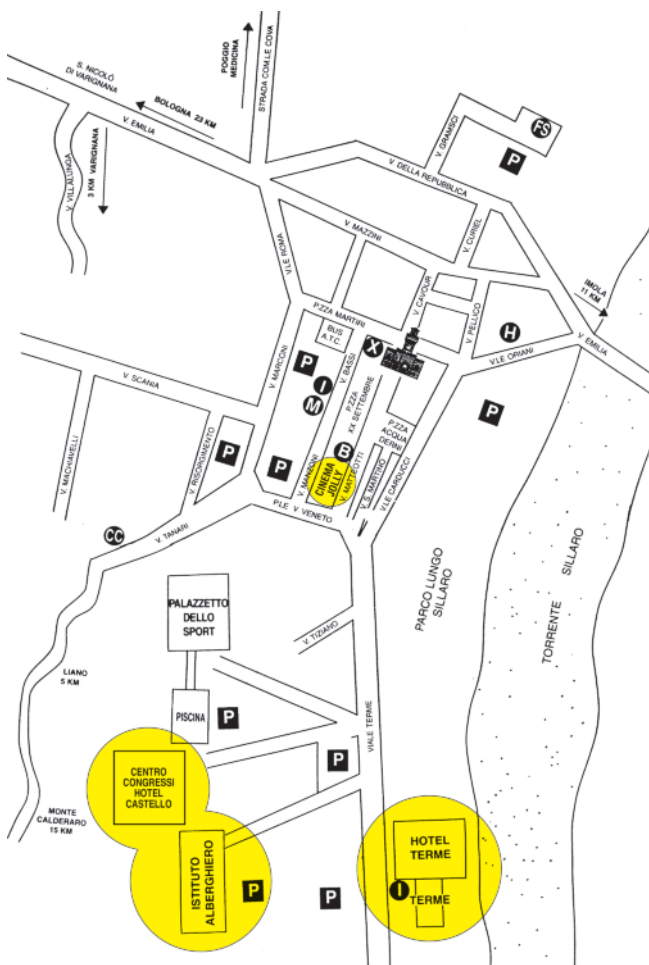 S. NICOLÓ
DI VARIGNANA
POGGIO
MEDICINA
STRADA COM.LE COVA
BOLOGNA 23 KM
V. EMILIA
V. VILLALUNGA
3 KM VARIGNANA
V. GRAMSCI
FS
P
V. DELLA REPUBBLICA
V. MAZZINI
V. CURIEL
V.LE ROMA
V. CAVOUR
IMOLA
11 KM
P.ZZA MARTIRI
V. PELLICO
H
V. EMILIA
BUS
A.T.C.
X
V.LE ORIANI
V. MARCONI
P
I
M
V. BASSI
P.ZZA
XX SETTEMBRE
V. SCANIA
P.ZZA
ACQUA
DERNI
P
V. MACHIAVELLI
V. RISORGIMENTO
P
P
V. MANZONI
B
CINEMA
JOLLY
V. MATTEOTTI
V. S. MARTINO
V.LE CARDUCCI
P.LE V. VENETO
CC
V. TANARI
PARCO LUNGO
SILLARO
TORRENTE SILLARO
PALAZZETTO
DELLO
SPORT
V. TIZIANO
LIANO
5 KM
PISCINA
P
VIALE TERME
CENTRO
CONGRESSI
HOTEL
CASTELLO
P
MONTE
CALDERARO
15 KM
ISTITUTO
ALBERGHIERO
P
P
HOTEL
TERME
I
TERME